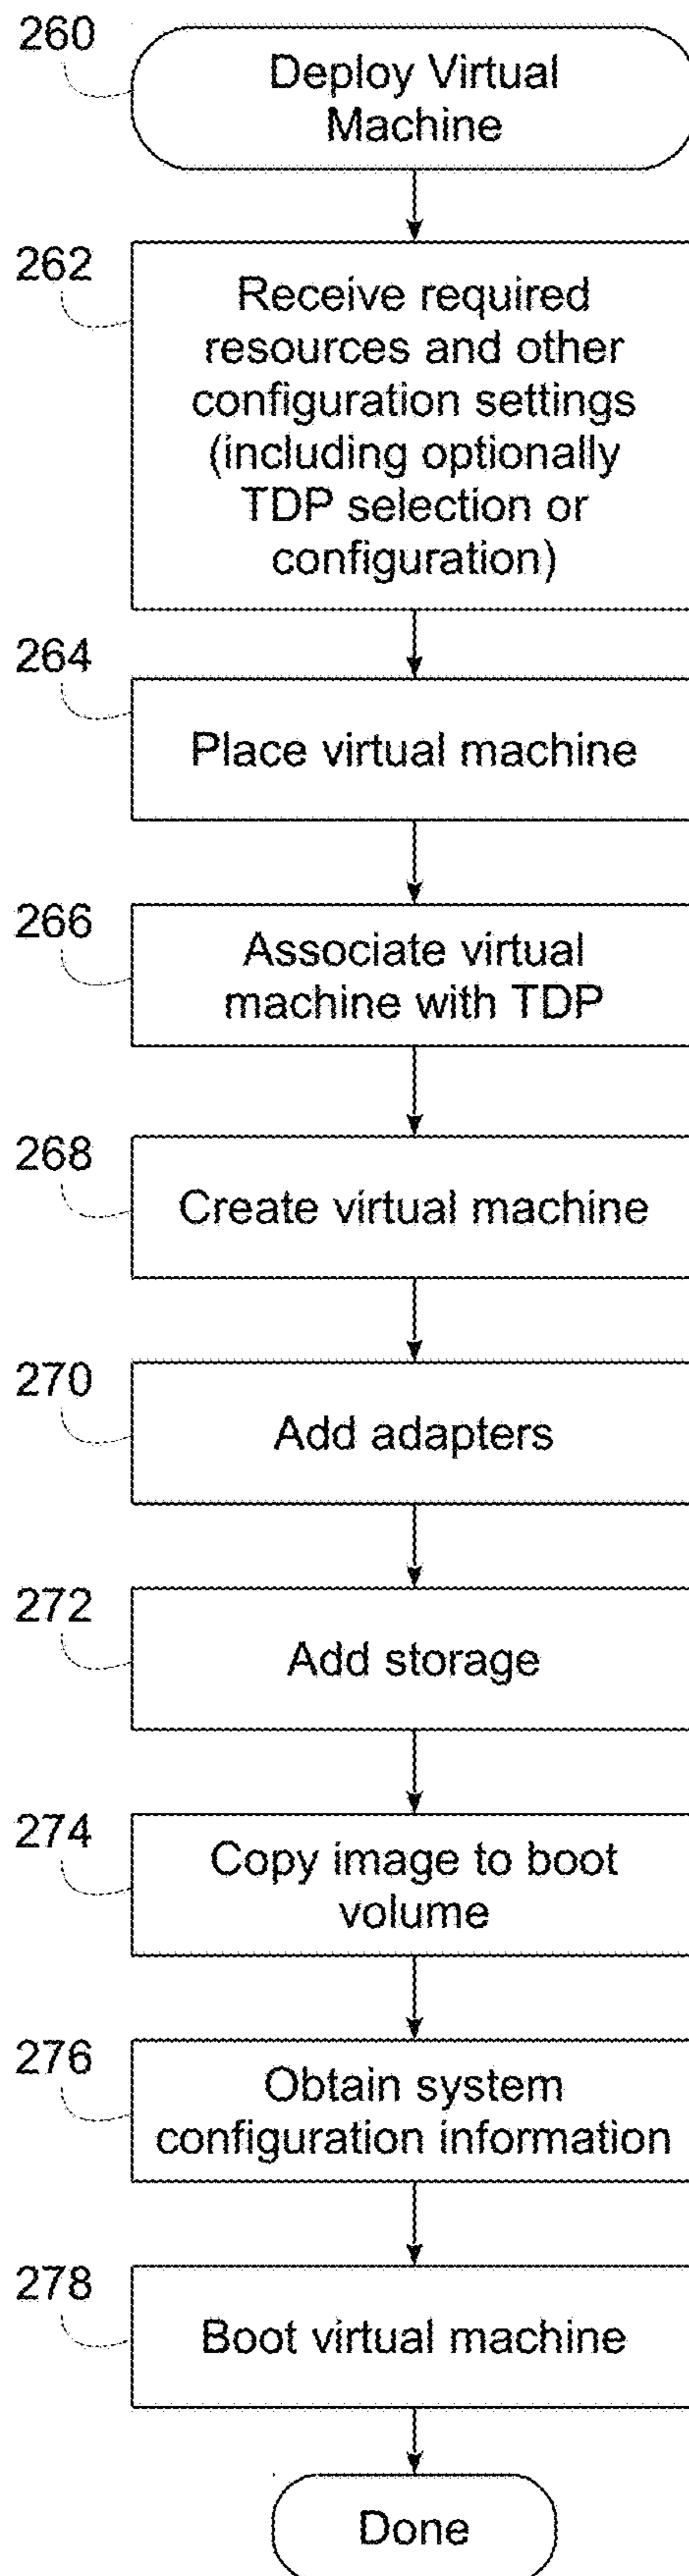 260
Deploy Virtual
Machine
262
Receive required
resources and other
configuration settings
(including optionally
TDP selection or
configuration)
264
Place virtual machine
266
Associate virtual
machine with TDP
268
Create virtual machine
270
Add adapters
272
Add storage
274
Copy image to boot
volume
276
Obtain system
configuration information
278
Boot virtual machine
Done